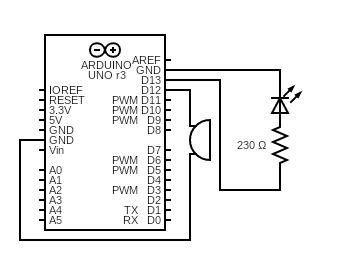 AREF
ARDUINO
UNO r3
GND
D13
IOREF D12
RESET PWM D11
3.3V PWM D10
5V PWM D9
GND D8
GND
Vin D7
PWM D6
A0 PWM D5
A1 D4
A2 PWM D3
A3 D2
A4 TX D1
A5 RX D0
230 Ω